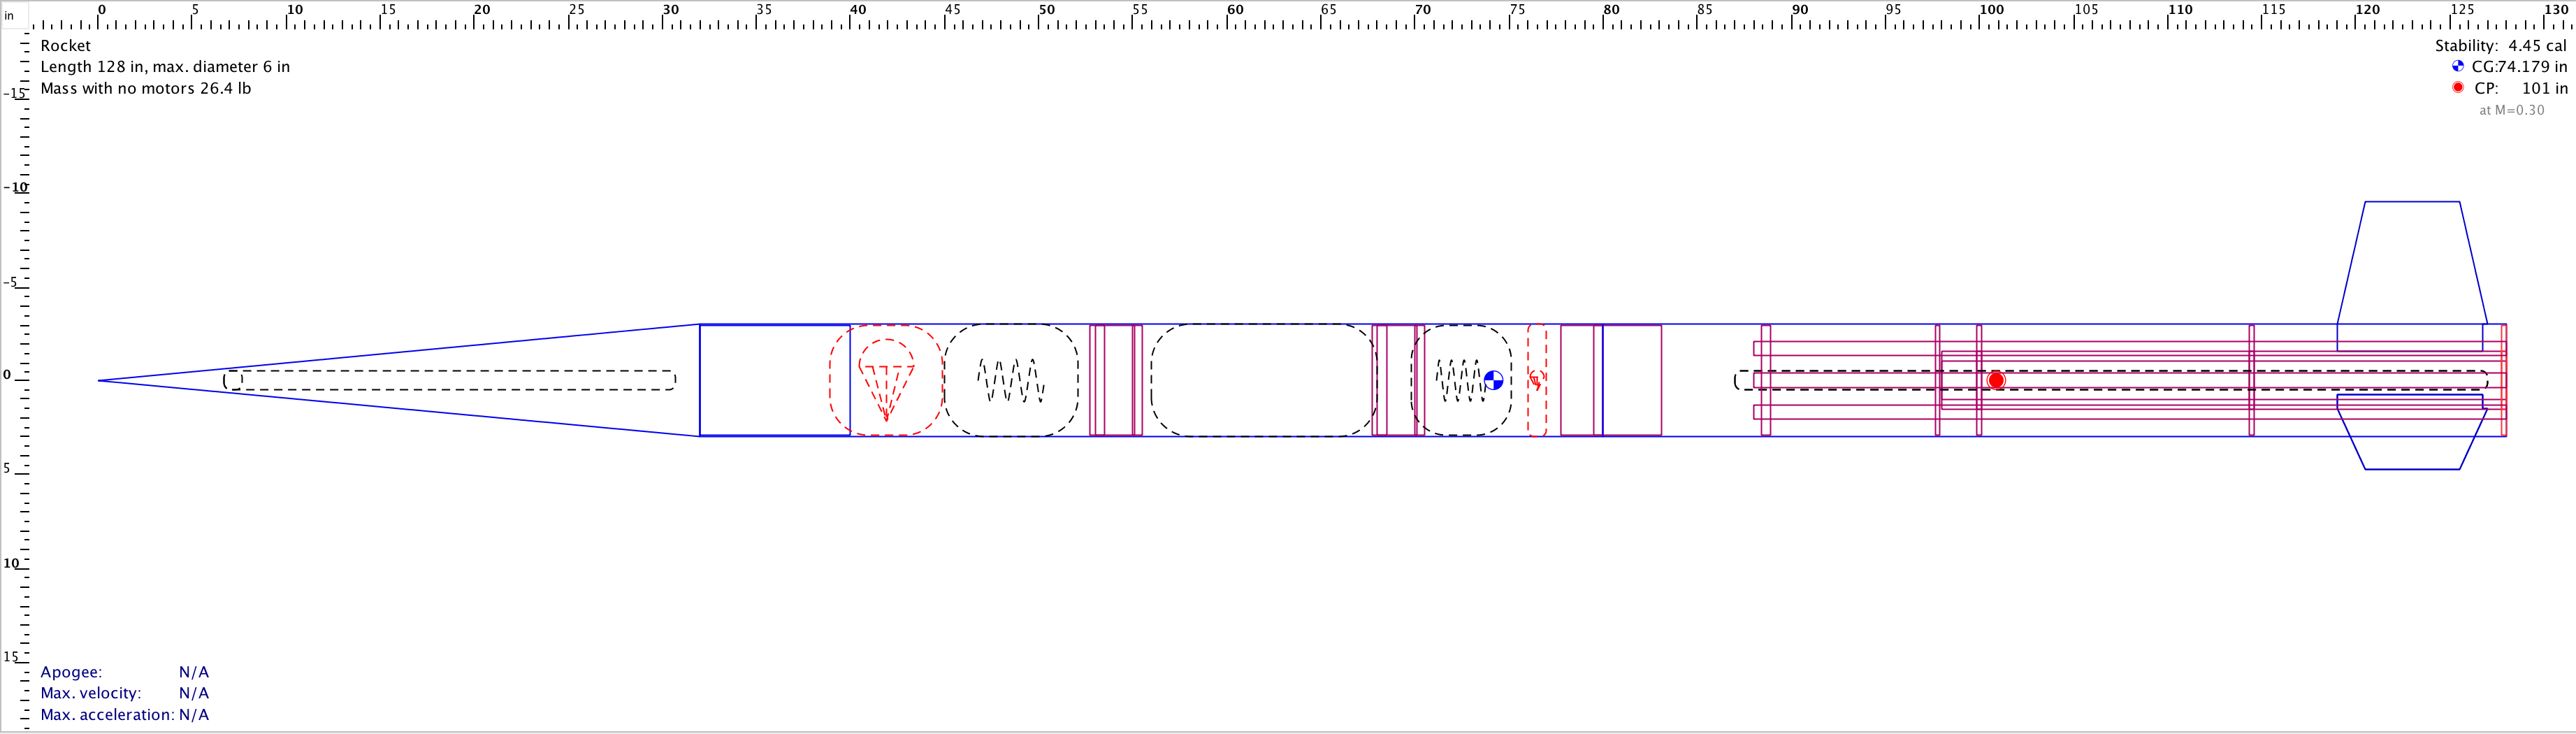 in 0 5 10 15 20 25 30 35 40 45 50 55 60 65 70 75 80 85 90 95 100 105 110 115 120 125 130
Rocket
Length 128 in, max. diameter 6 in
Mass with no motors 26.4 lb
Stability: 4.45 cal
CG:74.179 in
CP: 101 in
at M=0.30
-15
-10
-5
0
5
10
15
Apogee: N/A
Max. velocity: N/A
Max. acceleration: N/A